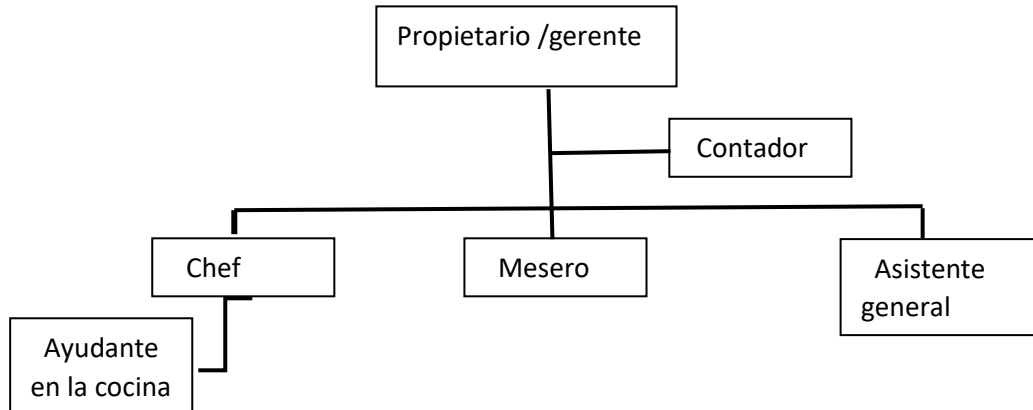 Propietario /gerente
Contador
Chef
Mesero
Asistente
general
Ayudante
en la cocina